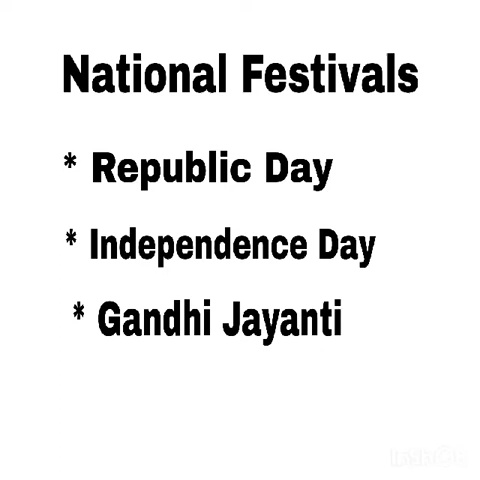 National Festivals
* Republic Day
* Independence Day
* Gandhi Jayanti